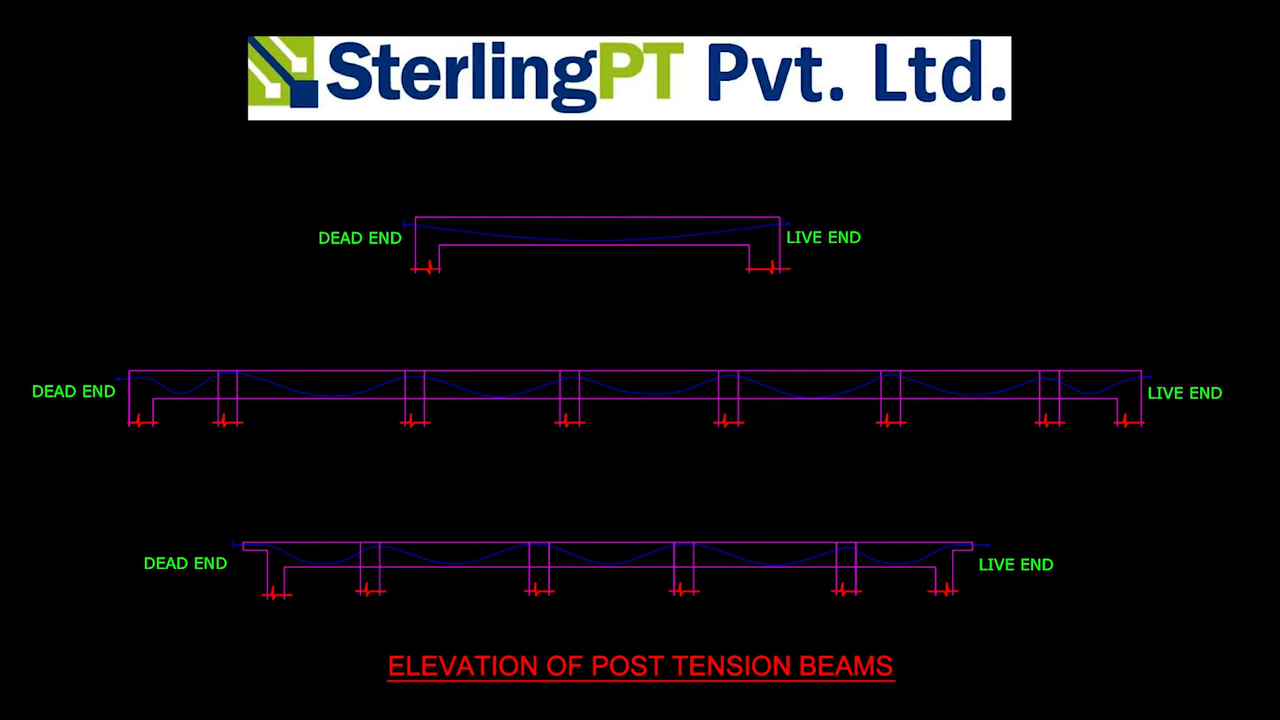 SterlingPT Pvt. Ltd.
DEAD END
LIVE END
DEAD END
LIVE END
DEAD END
LIVE END
ELEVATION OF POST TENSION BEAMS